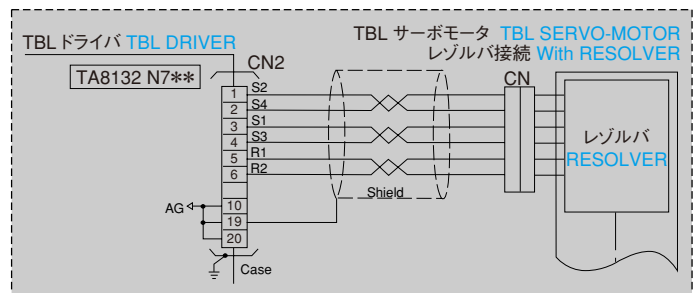 TBLドライバ TBL DRIVER
TBL サーボモータ TBL SERVO-MOTOR
レゾルバ接続 With RESOLVER
TA8132 N7**
CN2
CN
1 S2
2 S4
3 S1
4 S3
5 R1
6 R2
レゾルバ
RESOLVER
Shield
AG
10
19
20
Case